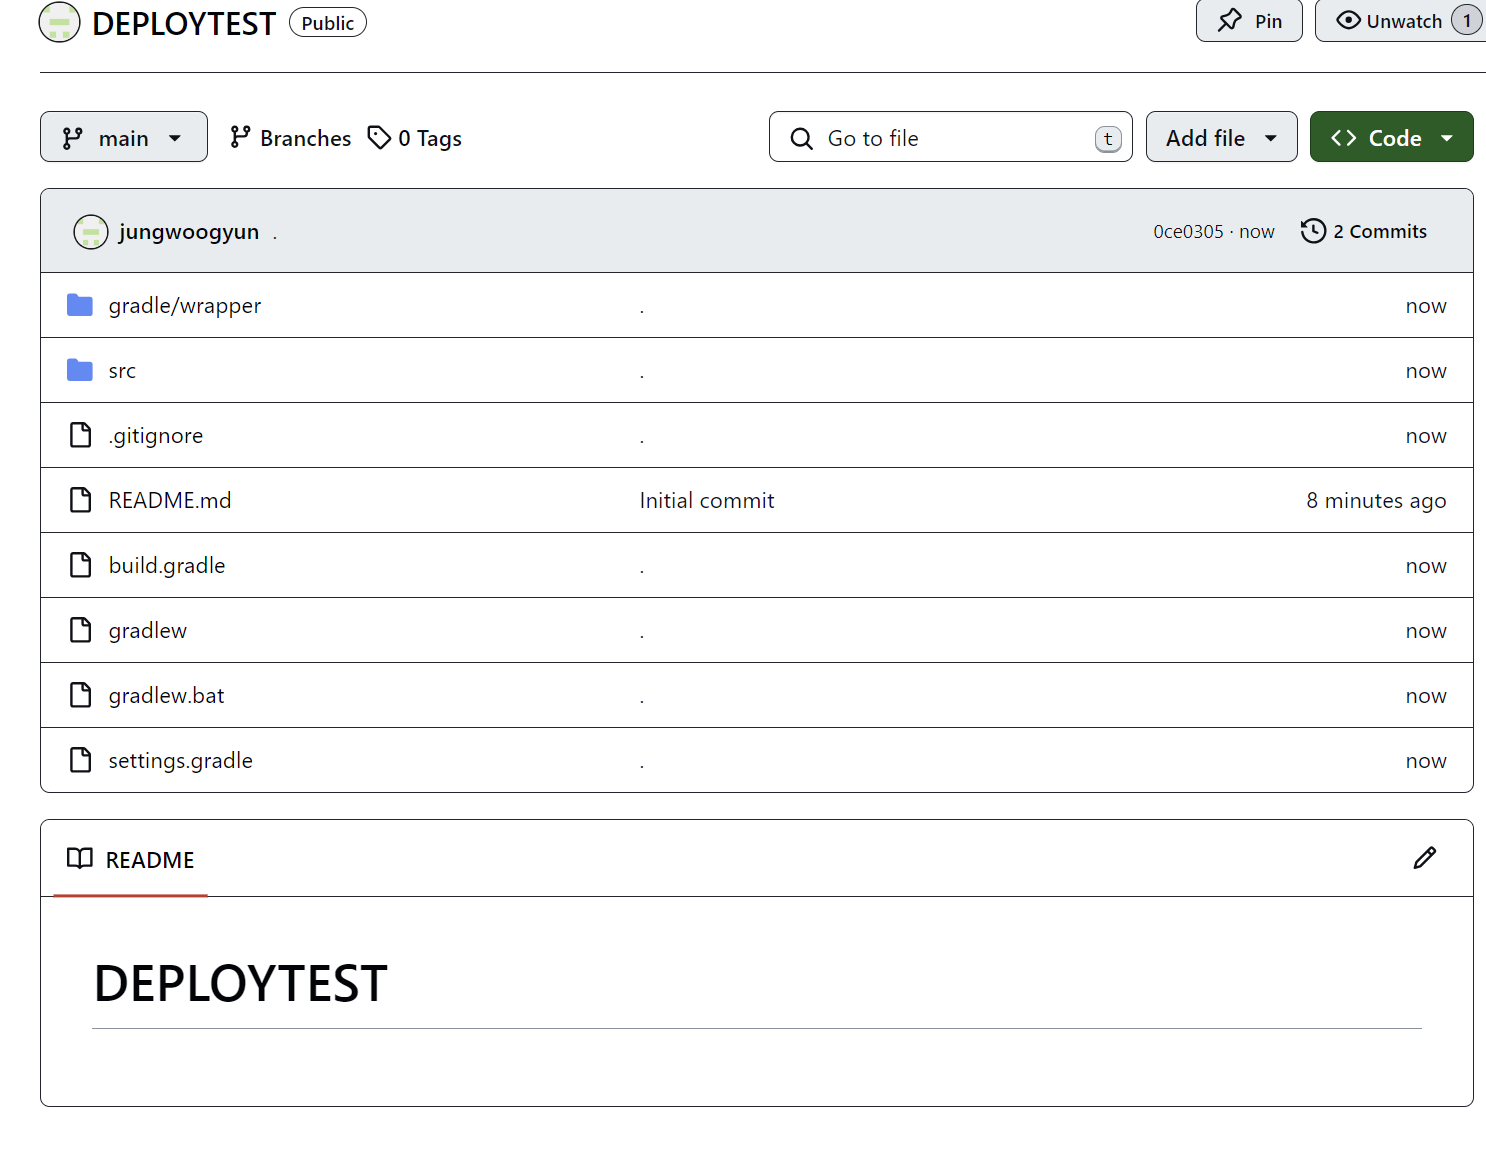 DEPLOYTEST Public Pin Unwatch 1
main Branches 0 Tags Go to file t Add file <> Code
jungwoogyun . 0ce0305 · now 2 Commits
gradle/wrapper . now
src . now
.gitignore . now
README.md Initial commit 8 minutes ago
build.gradle . now
gradlew . now
gradlew.bat . now
settings.gradle . now
README
DEPLOYTEST